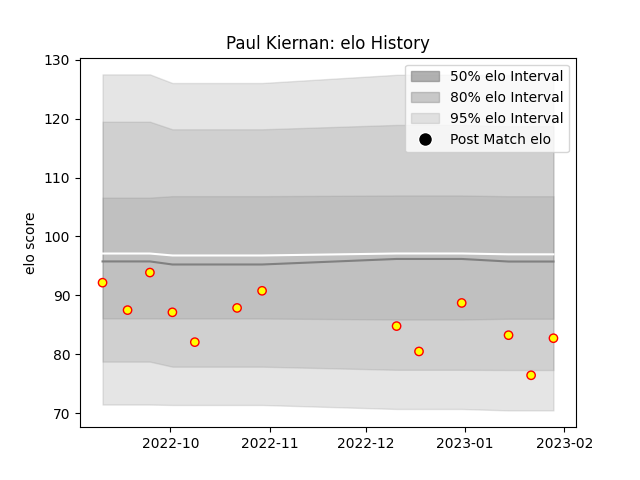 Paul Kiernan: elo History
130
120
110
100
90
80
70
elo score
50% elo Interval
80% elo Interval
95% elo Interval
Post Match elo
2022-10
2022-11
2022-12
2023-01
2023-02